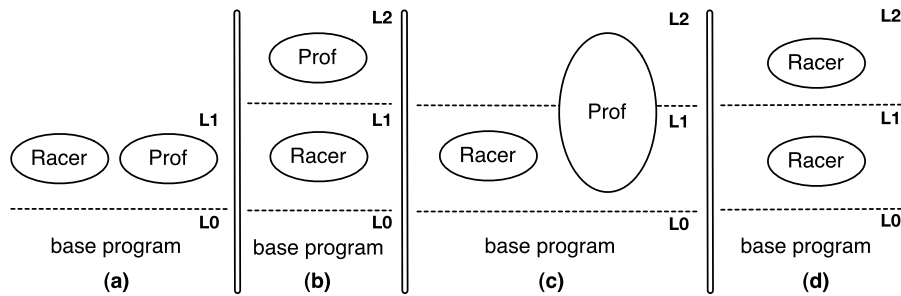 L1
Racer
Prof
L0
base program
(a)
L2
Prof
L1
Racer
L0
base program
(b)
L2
Prof
L1
Racer
L0
base program
(c)
L2
Racer
L1
Racer
L0
base program
(d)